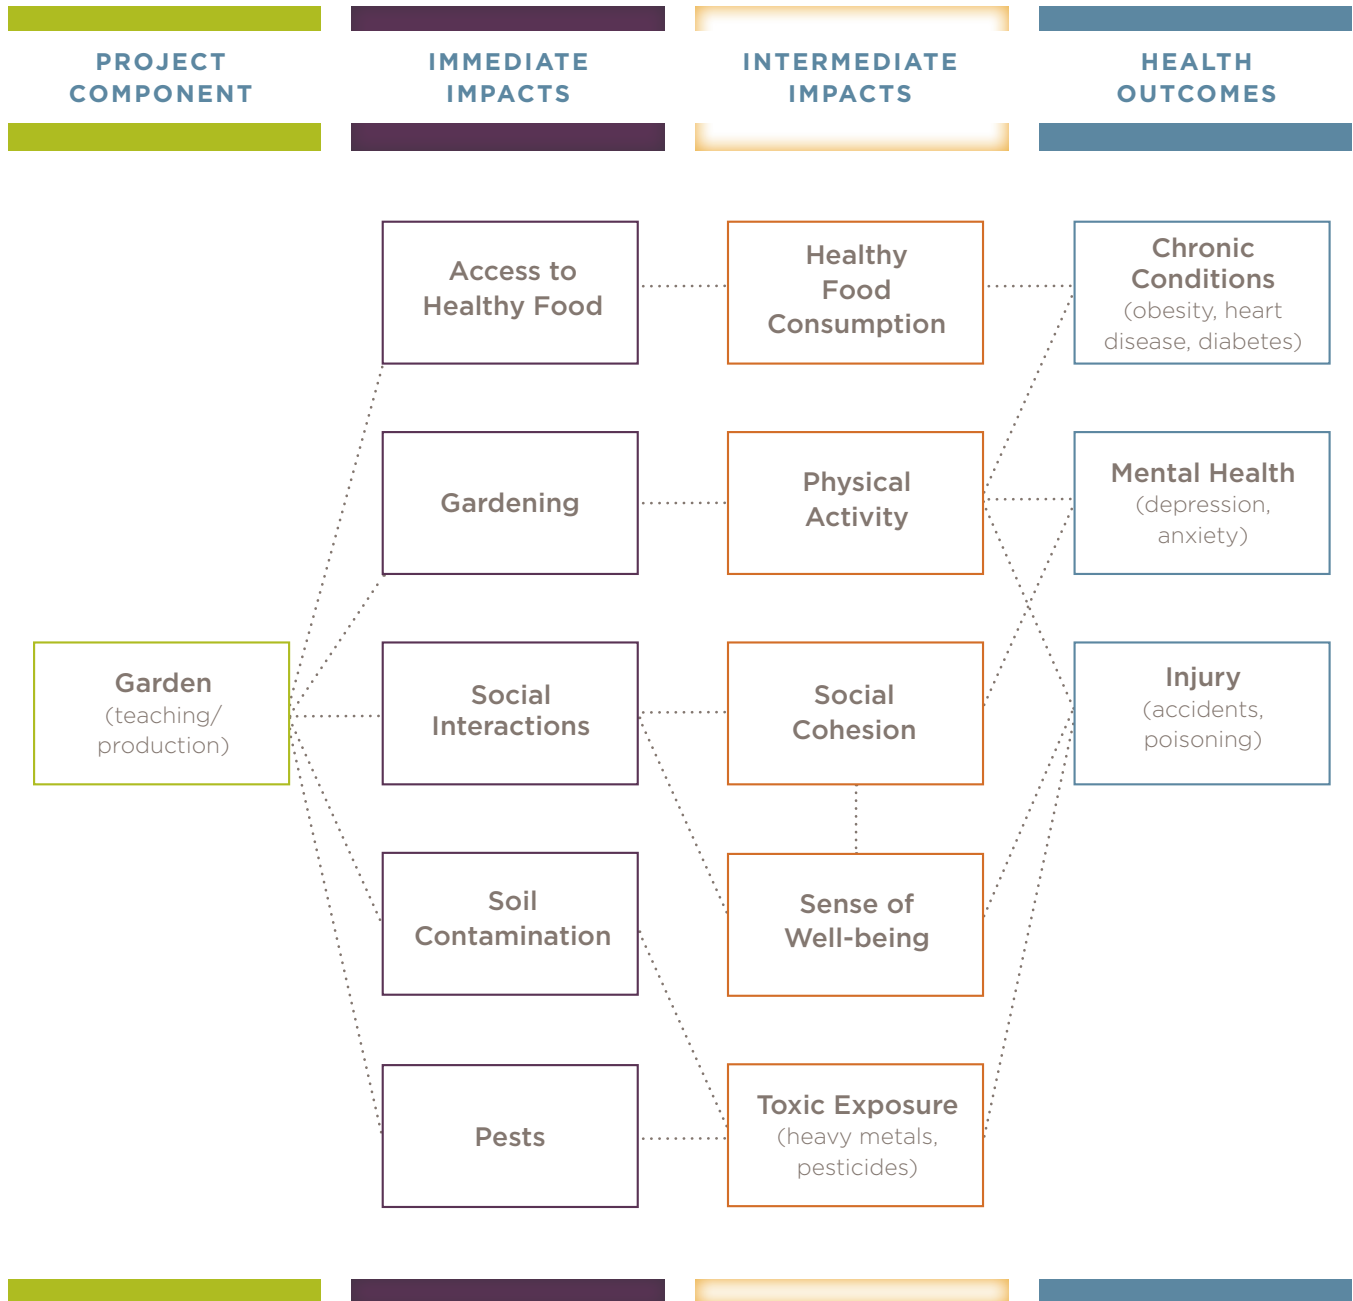 PROJECT
COMPONENT
IMMEDIATE
IMPACTS
INTERMEDIATE
IMPACTS
HEALTH
OUTCOMES
Garden
(teaching/
production)
Access to
Healthy Food
Gardening
Social
Interactions
Soil
Contamination
Pests
Healthy
Food
Consumption
Physical
Activity
Social
Cohesion
Sense of
Well-being
Toxic Exposure
(heavy metals,
pesticides)
Chronic
Conditions
(obesity, heart
disease, diabetes)
Mental Health
(depression,
anxiety)
Injury
(accidents,
poisoning)